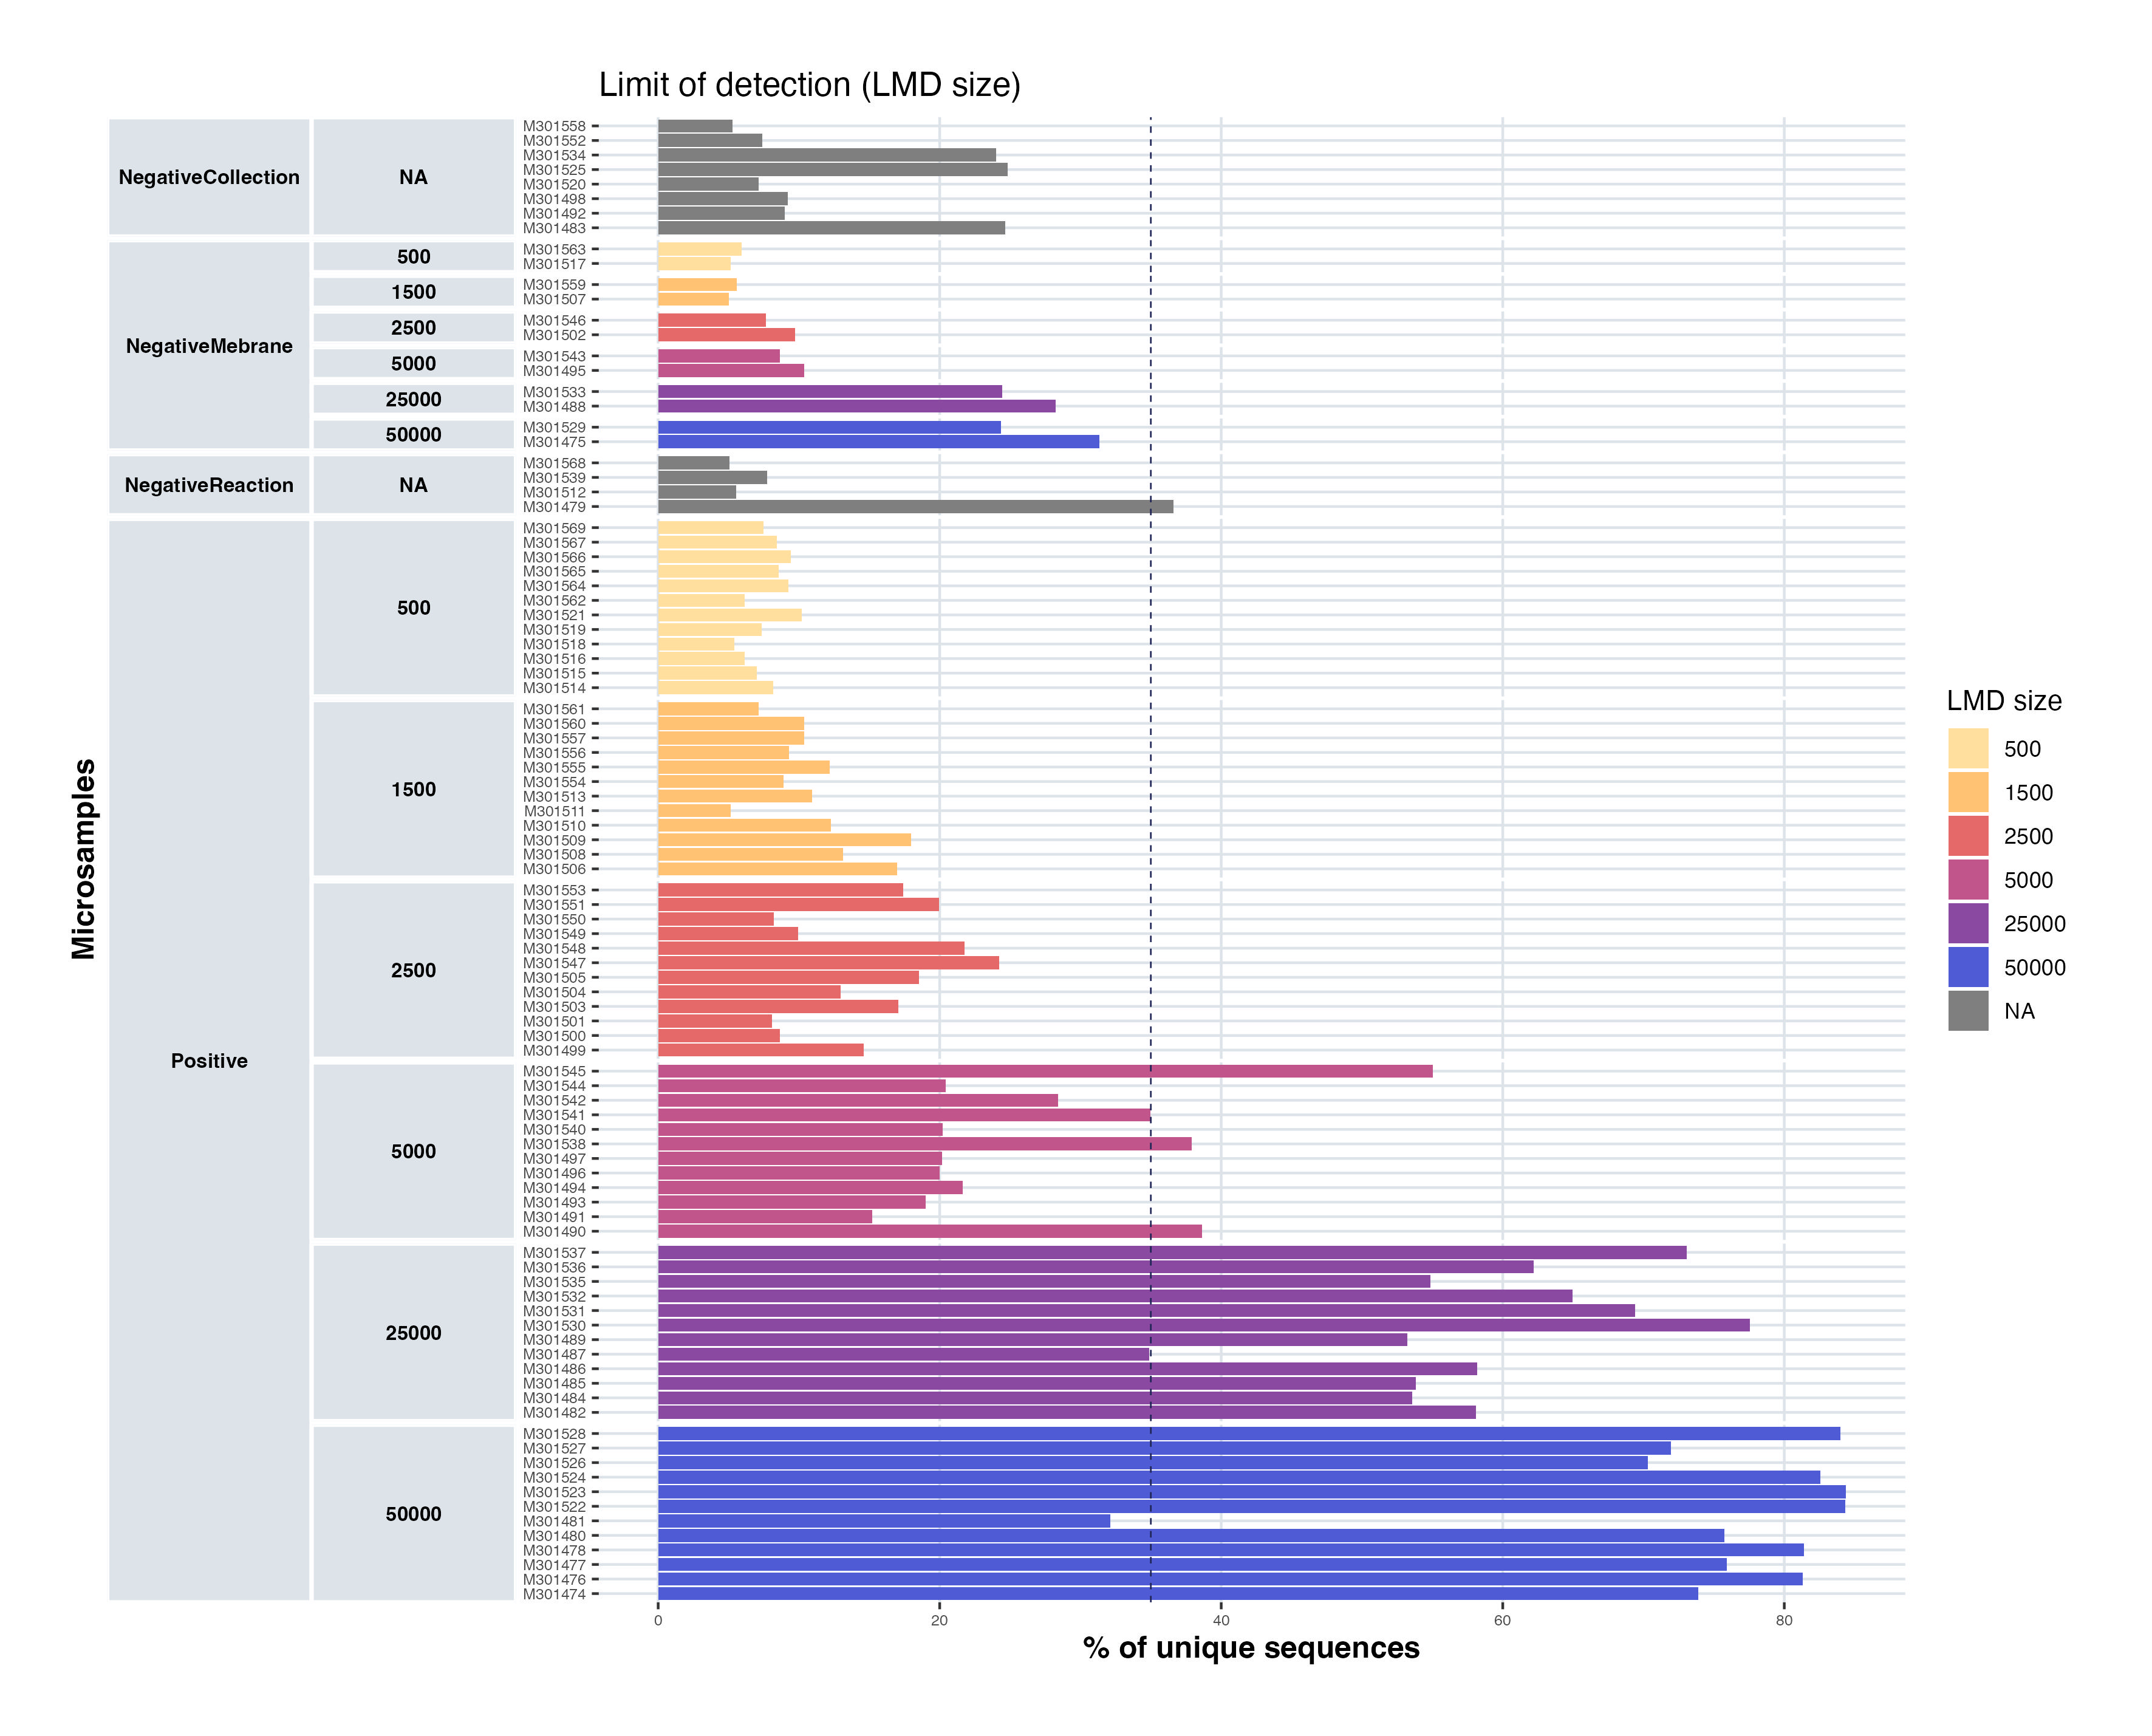 Limit of detection (LMD size)
Microsamples
NegativeCollection
NA
M301558
M301552
M301534
M301525
M301520
M301498
M301492
M301483
NegativeMebrane
500
M301563
M301517
1500
M301559
M301507
2500
M301546
M301502
5000
M301543
M301495
25000
M301533
M301488
50000
M301529
M301475
NegativeReaction
NA
M301568
M301539
M301512
M301479
Positive
500
M301569
M301567
M301566
M301565
M301564
M301562
M301521
M301519
M301518
M301516
M301515
M301514
1500
M301561
M301560
M301557
M301556
M301555
M301554
M301513
M301511
M301510
M301509
M301508
M301506
2500
M301553
M301551
M301550
M301549
M301548
M301547
M301505
M301504
M301503
M301501
M301500
M301499
5000
M301545
M301544
M301542
M301541
M301540
M301538
M301497
M301496
M301494
M301493
M301491
M301490
25000
M301537
M301536
M301535
M301532
M301531
M301530
M301489
M301487
M301486
M301485
M301484
M301482
50000
M301528
M301527
M301526
M301524
M301523
M301522
M301481
M301480
M301478
M301477
M301476
M301474
0 20 40 60 80
% of unique sequences
LMD size
500
1500
2500
5000
25000
50000
NA